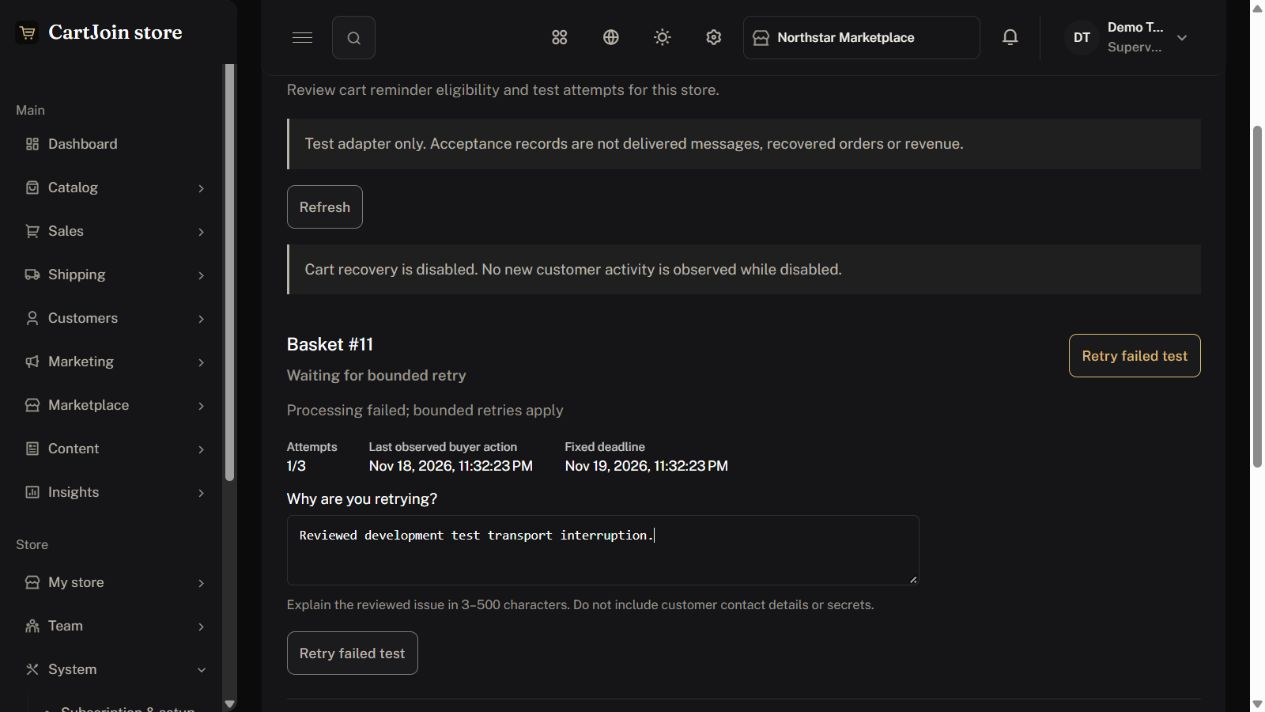 CartJoin store
Northstar Marketplace
DT
Demo T...
Superv...
Main
Dashboard
Catalog
Sales
Shipping
Customers
Marketing
Marketplace
Content
Insights
Store
My store
Team
System
Subscription & setup
Review cart reminder eligibility and test attempts for this store.
Test adapter only. Acceptance records are not delivered messages, recovered orders or revenue.
Refresh
Cart recovery is disabled. No new customer activity is observed while disabled.
Basket #11
Retry failed test
Waiting for bounded retry
Processing failed; bounded retries apply
Attempts Last observed buyer action Fixed deadline
1/3 Nov 18, 2026, 11:32:23 PM Nov 19, 2026, 11:32:23 PM
Why are you retrying?
Reviewed development test transport interruption.
Explain the reviewed issue in 3–500 characters. Do not include customer contact details or secrets.
Retry failed test